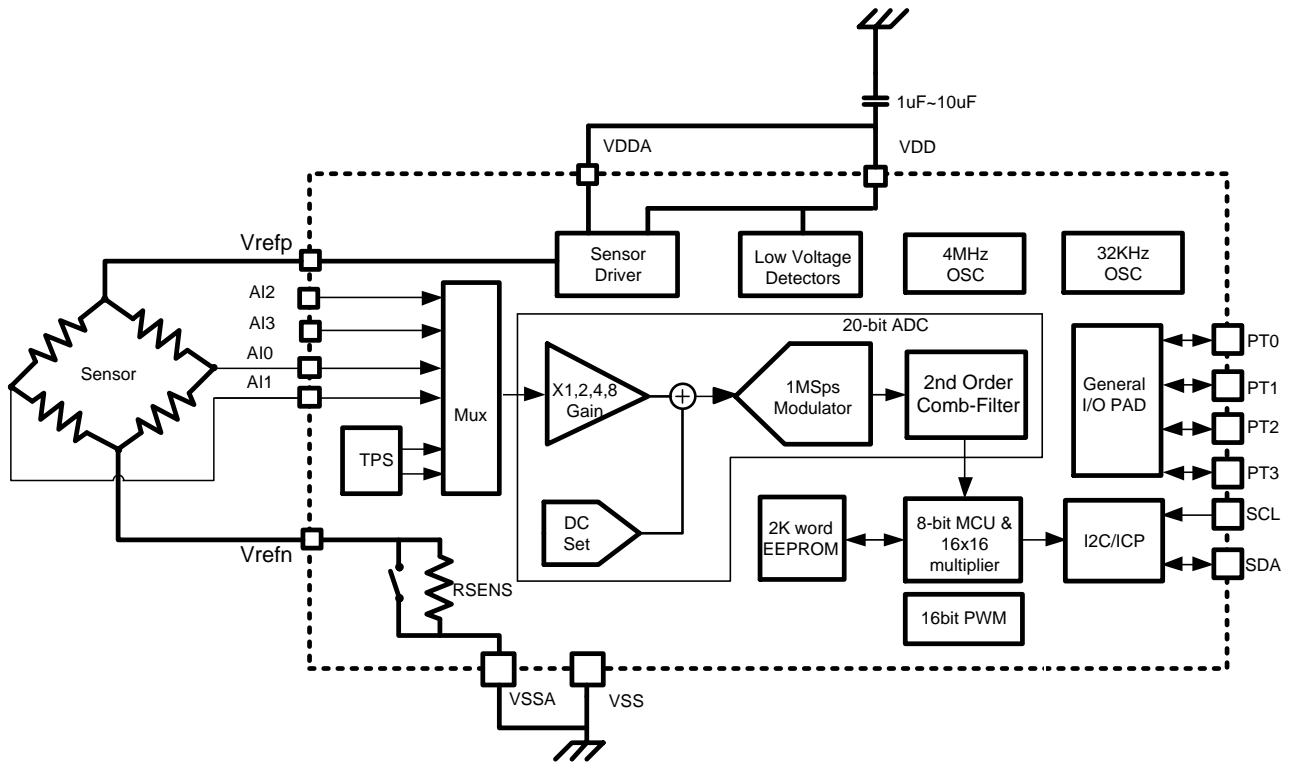 1uF~10uF
VDDA
VDD
Vrefp
Sensor
Driver
Low Voltage
Detectors
4MHz
OSC
32KHz
OSC
AI2
AI3
AI0
AI1
Sensor
Mux
TPS
20-bit ADC
X1,2,4,8
Gain
1MSps
Modulator
2nd Order
Comb-Filter
General
I/O PAD
PT0
PT1
PT2
PT3
SCL
SDA
DC
Set
2K word
EEPROM
8-bit MCU &
16x16
multiplier
I2C/ICP
16bit PWM
Vrefn
RSENS
VSSA
VSS